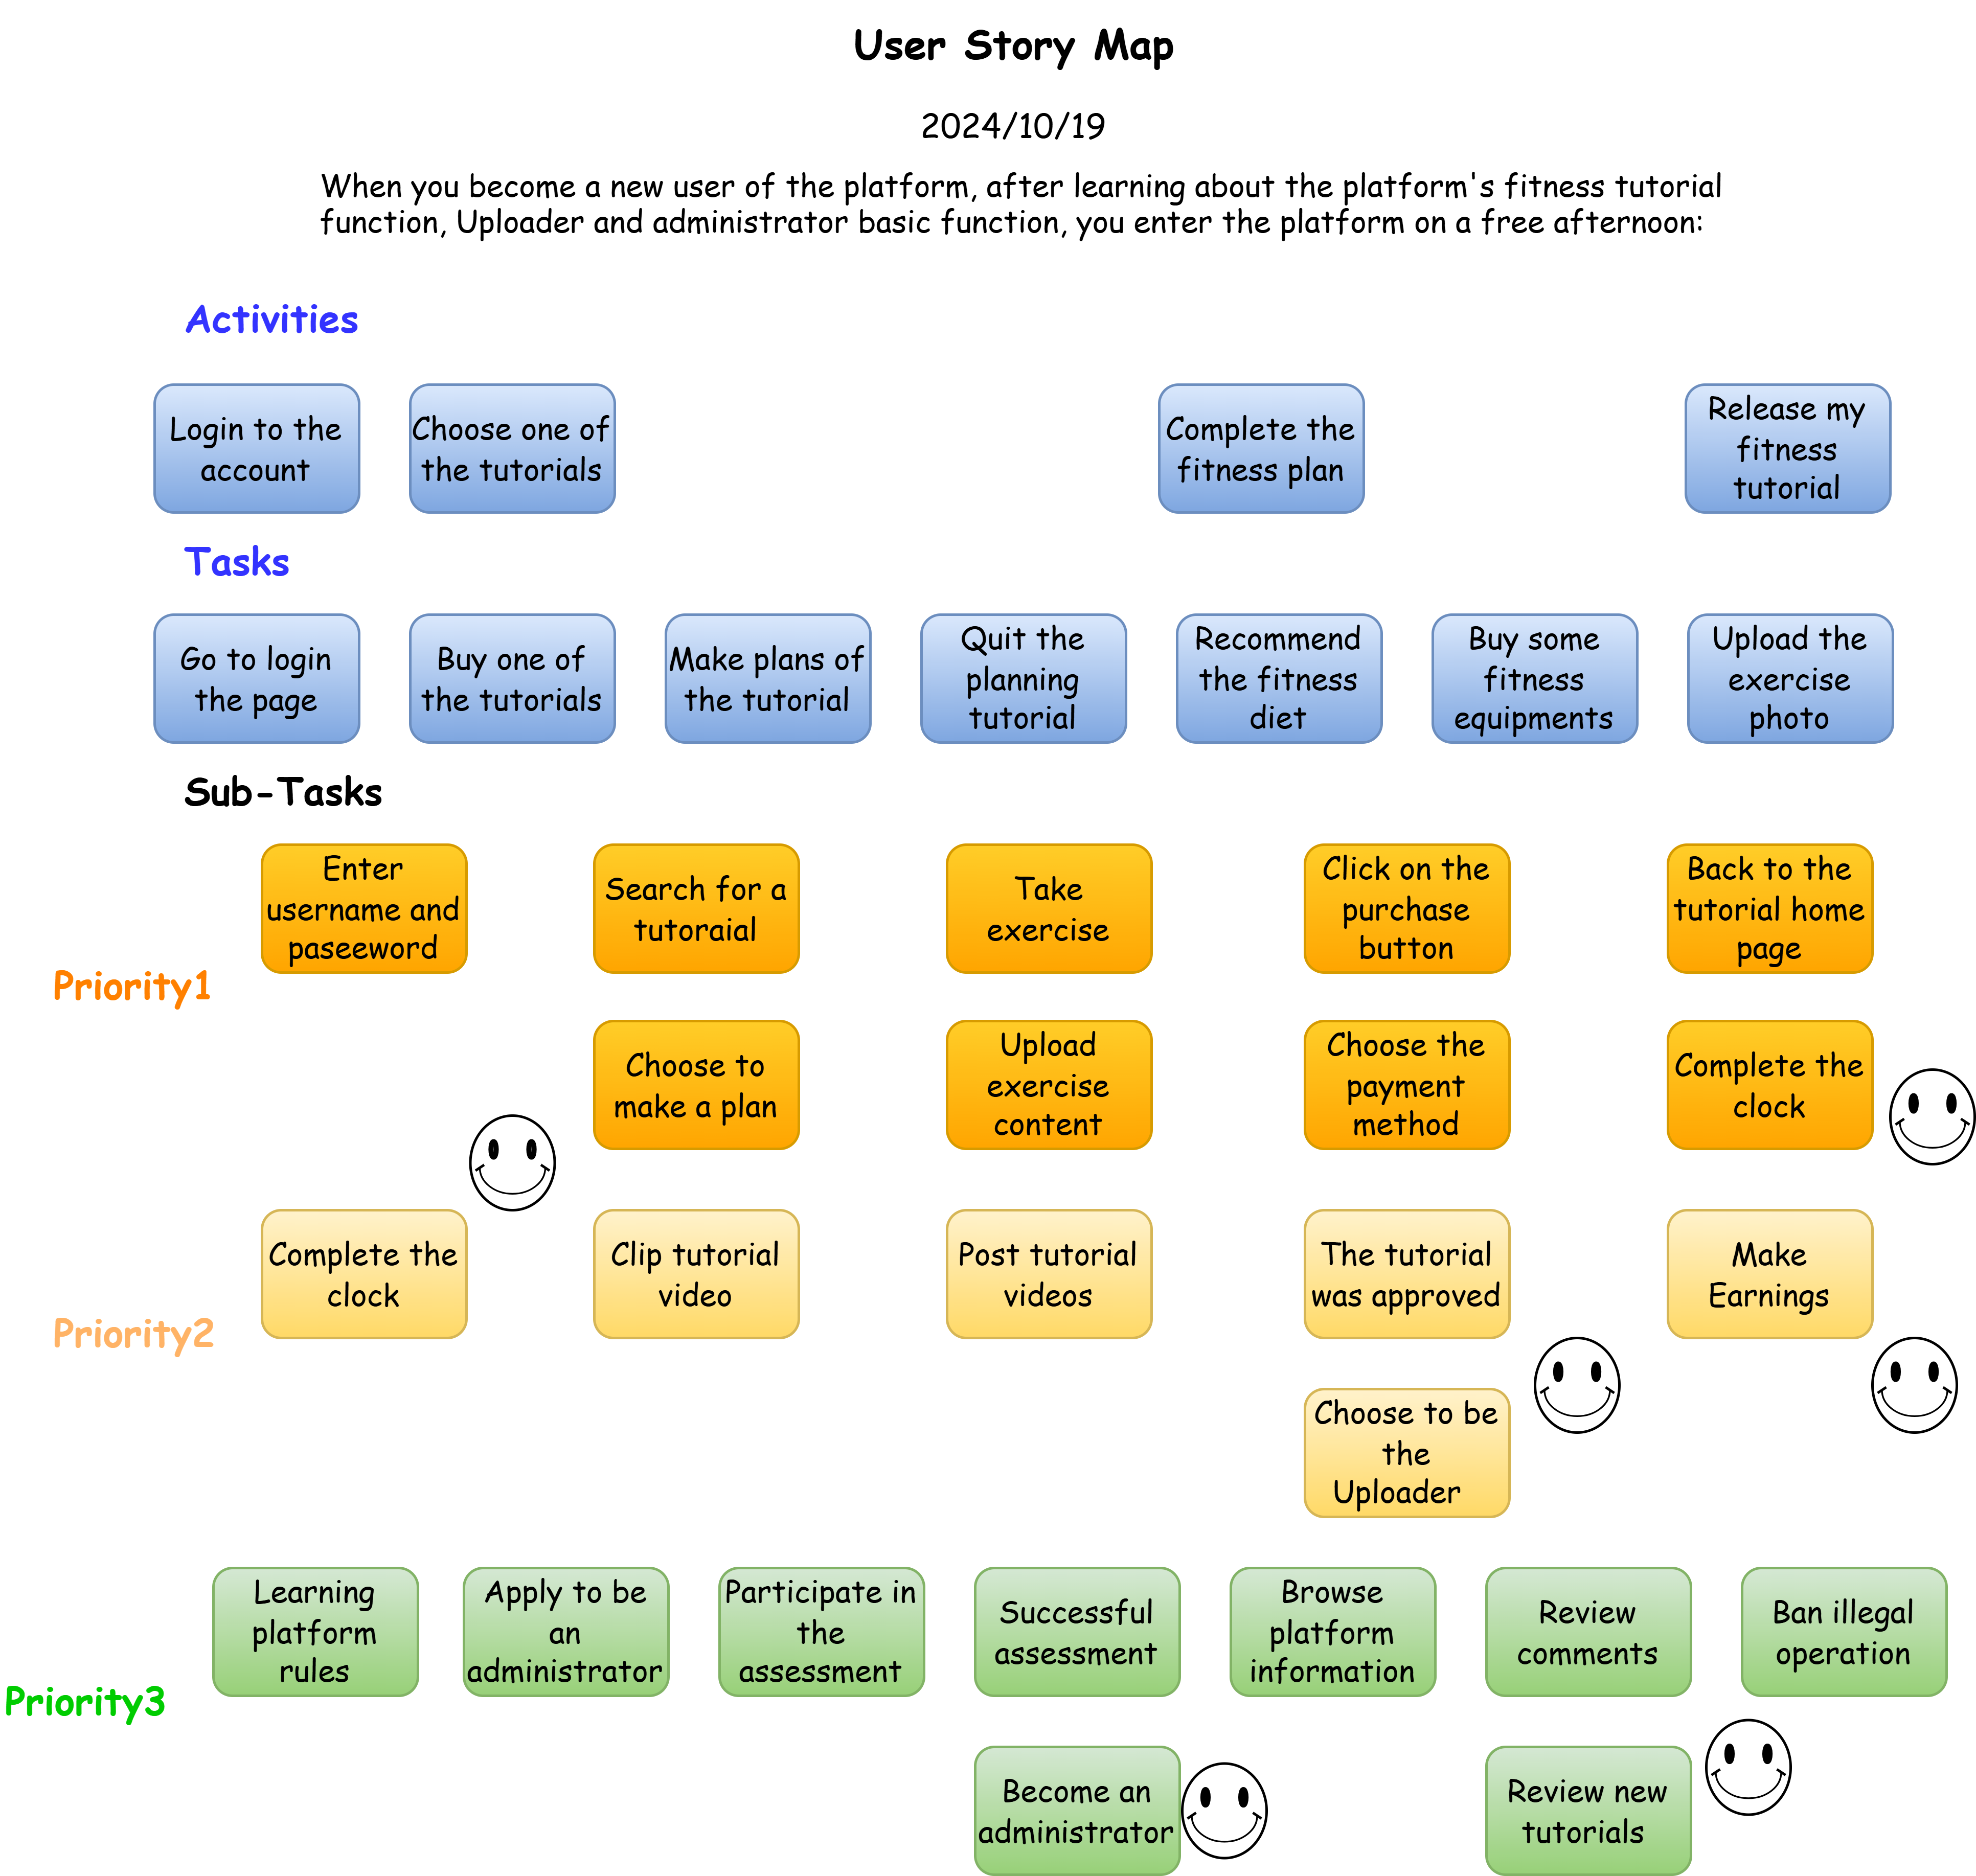 User Story Map
2024/10/19
When you become a new user of the platform, after learning about the platform's fitness tutorial
function, Uploader and administrator basic function, you enter the platform on a free afternoon:
Activities
Login to the
account
Choose one of
the tutorials
Complete the
fitness plan
Release my
fitness
tutorial
Tasks
Go to login
the page
Buy one of
the tutorials
Make plans of
the tutorial
Quit the
planning
tutorial
Recommend
the fitness
diet
Buy some
fitness
equipments
Upload the
exercise
photo
Sub-Tasks
Enter
username and
paseeword
Search for a
tutoraial
Take
exercise
Click on the
purchase
button
Back to the
tutorial home
page
Priority1
Choose to
make a plan
Upload
exercise
content
Choose the
payment
method
Complete the
clock
Complete the
clock
Clip tutorial
video
Post tutorial
videos
The tutorial
was approved
Make
Earnings
Priority2
Choose to be
the
Uploader
Learning
platform
rules
Apply to be
an
administrator
Participate in
the
assessment
Successful
assessment
Browse
platform
information
Review
comments
Ban illegal
operation
Priority3
Become an
administrator
Review new
tutorials